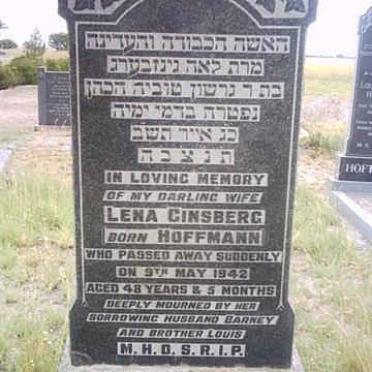 האשה הכבודה והעדינה
מרת לאה גינזבערג
בת ר גרשון טוביה הכהן
נפטרה בדמי ימיה
כג אייר תשב
ת נ צ ב ה
IN LOVING MEMORY
OF MY DARLING WIFE
LENA GINSBERG
BORN HOFFMANN
WHO PASSED AWAY SUDDENLY
ON 9TH MAY 1942
AGED 48 YEARS & 5 MONTHS
DEEPLY MOURNED BY HER
SORROWING HUSBAND BARNEY
AND BROTHER LOUIS
M.H.D.S.R.I.P.
HOFF